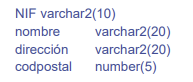 NIF varchar2(10)
nombre varchar2(20)
dirección varchar2(20)
codpostal number(5)